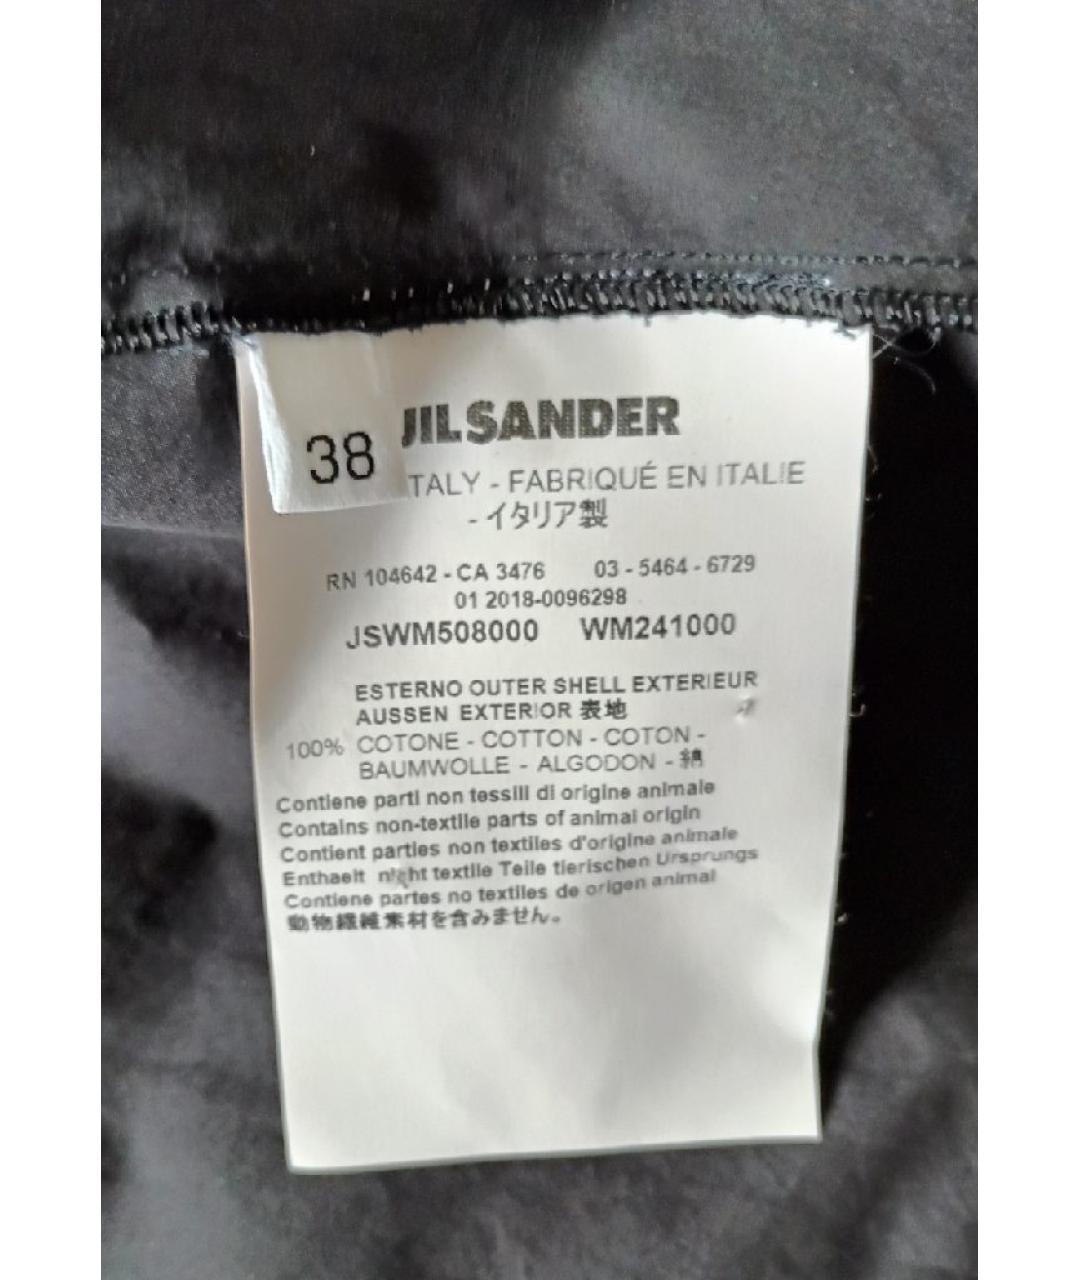 38
JIL SANDER
TALY - FABRIQUÉ EN ITALIE
- イタリア製
RN 104642 - CA 3476 03 - 5464 - 6729
01 2018-0096298
JSWM508000 WM241000
ESTERNO OUTER SHELL EXTERIEUR
AUSSEN EXTERIOR 表地
100% COTONE - COTTON - COTON -
BAUMWOLLE - ALGODON - 綿
Contiene parti non tessili di origine animale
Contains non-textile parts of animal origin
Contient parties non textiles d'origine animale
Enthaelt nicht textile Teile tierischen Ursprungs
Contiene partes no textiles de origen animal
動物繊維素材を含みません。